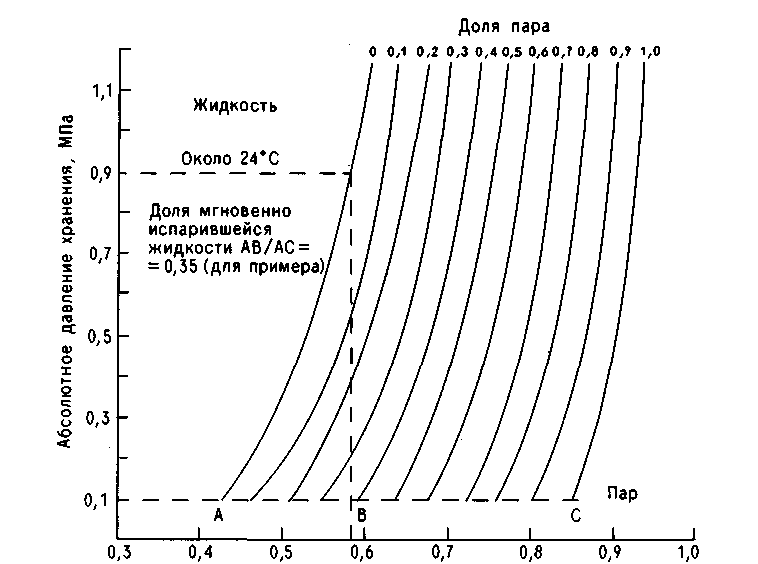 Доля пара
0 0,1 0,2 0,3 0,4 0,5 0,6 0,7 0,8 0,9 1,0
Абсолютное давление хранения, МПа
1,1
Жидкость
Около 24°С
0,9
Доля мгновенно
испарившейся
жидкости АВ/АС=
=0,35 (для примера)
0,7
0,5
0,3
0,1
Пар
А В С
0,3 0,4 0,5 0,6 0,7 0,8 0,9 1,0